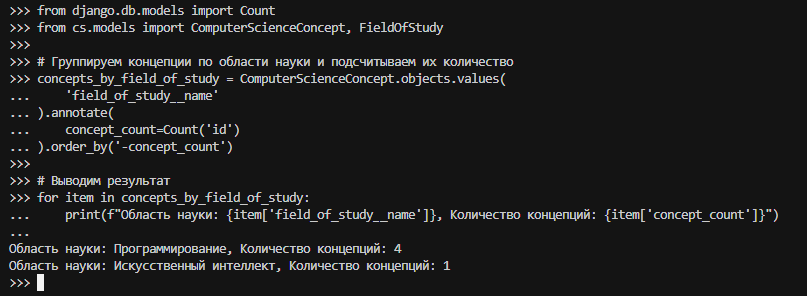 >>> from django.db.models import Count
>>> from cs.models import ComputerScienceConcept, FieldOfStudy
>>>
>>> # Группируем концепции по области науки и подсчитываем их количество
>>> concepts_by_field_of_study = ComputerScienceConcept.objects.values(
...     'field_of_study__name'
... ).annotate(
...     concept_count=Count('id')
... ).order_by('-concept_count')
>>>
>>> # Выводим результат
>>> for item in concepts_by_field_of_study:
...     print(f"Область науки: {item['field_of_study__name']}, Количество концепций: {item['concept_count']}")
...
Область науки: Программирование, Количество концепций: 4
Область науки: Искусственный интеллект, Количество концепций: 1
>>>